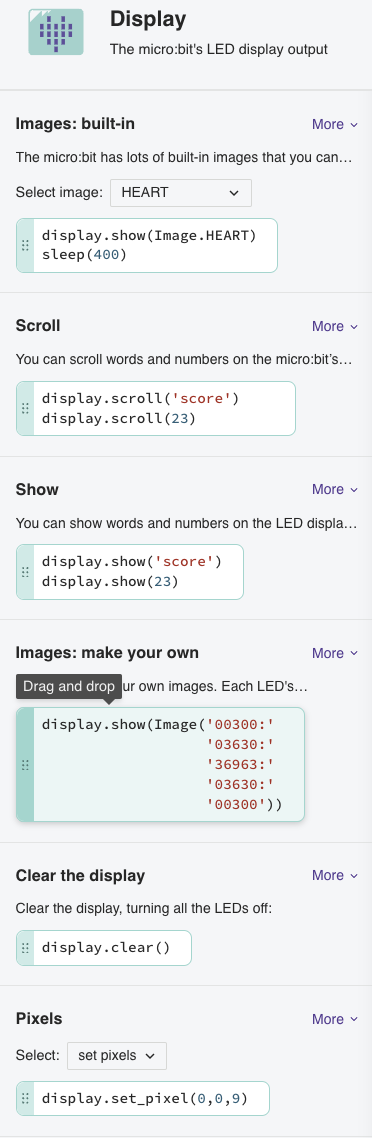 Display
The micro:bit's LED display output
Images: built-in
More
The micro:bit has lots of built-in images that you can…
Select image: HEART
display.show(Image.HEART)
sleep(400)
Scroll
More
You can scroll words and numbers on the micro:bit's…
display.scroll('score')
display.scroll(23)
Show
More
You can show words and numbers on the LED displa…
display.show('score')
display.show(23)
Images: make your own
More
Drag and drop ur own images. Each LED's…
display.show(Image('00300:'
'03630:'
'36963:'
'03630:'
'00300'))
Clear the display
More
Clear the display, turning all the LEDs off:
display.clear()
Pixels
More
Select: set pixels
display.set_pixel(0,0,9)